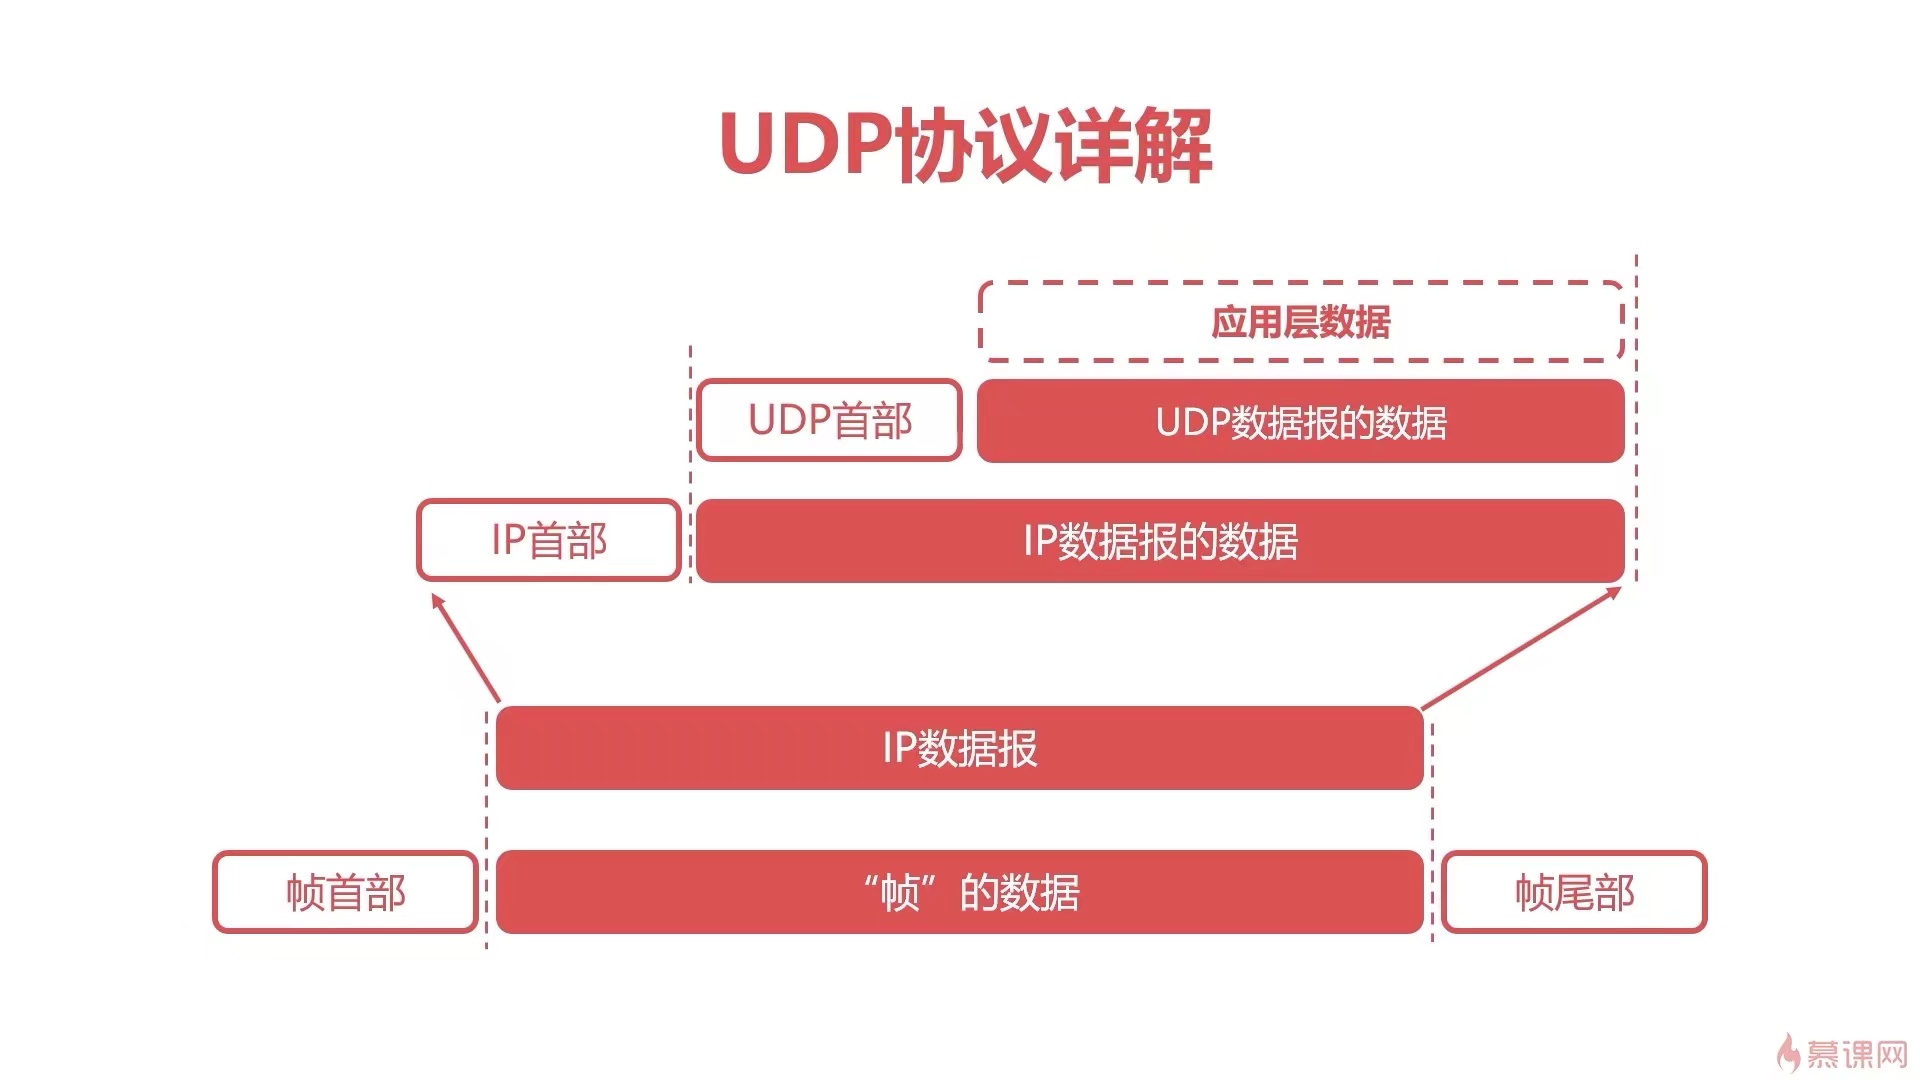 UDP协议详解
应用层数据
UDP首部
UDP数据报的数据
IP首部
IP数据报的数据
IP数据报
帧首部
“帧”的数据
帧尾部
慕课网